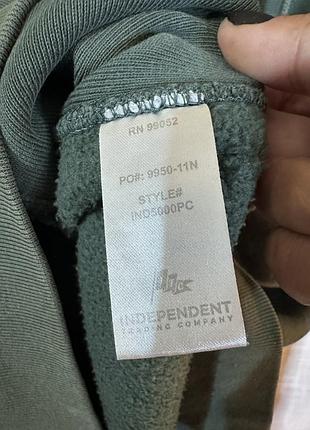 RN 99052
PO#: 9950-11N
STYLE#
IND5000PC
INDEPENDENT
TRADING COMPANY